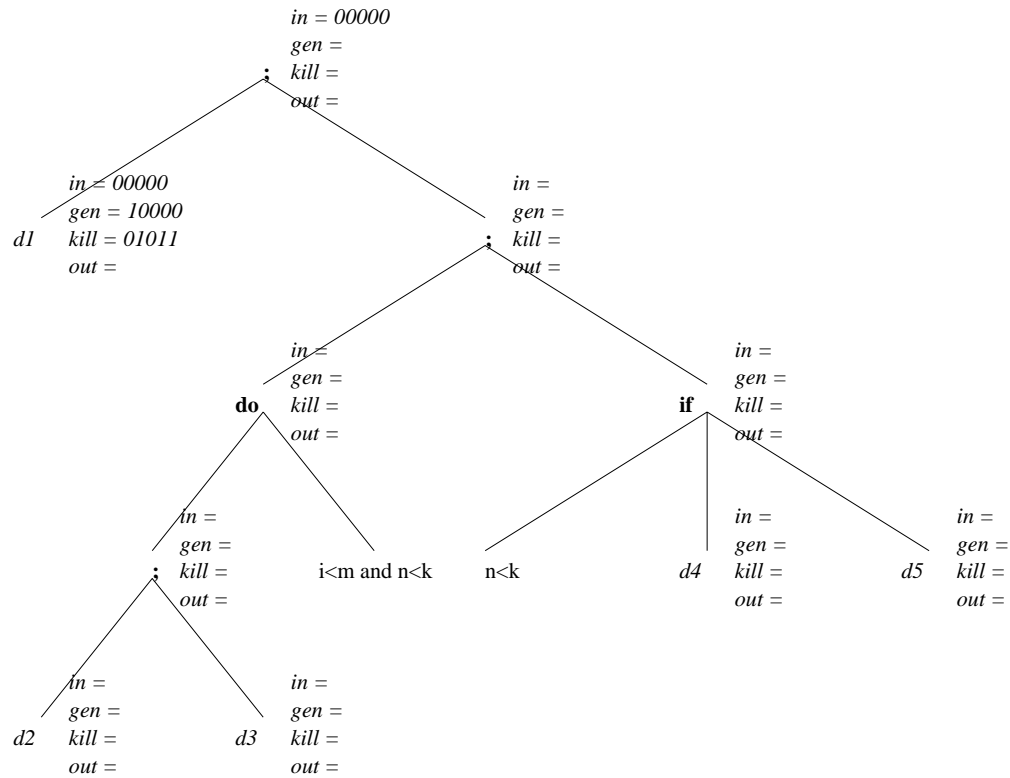 in = 00000
gen =
kill =
; 
out =
in = 00000
gen = 10000
d1 kill = 01011
out =
in =
gen =
; kill =
out =
in =
gen =
do kill =
out =
in =
gen =
if kill =
out =
in =
gen =
; kill =
out =
i<m and n<k
n<k
in =
gen =
d4 kill =
out =
in =
gen =
d5 kill =
out =
in =
gen =
d2 kill =
out =
in =
gen =
d3 kill =
out =